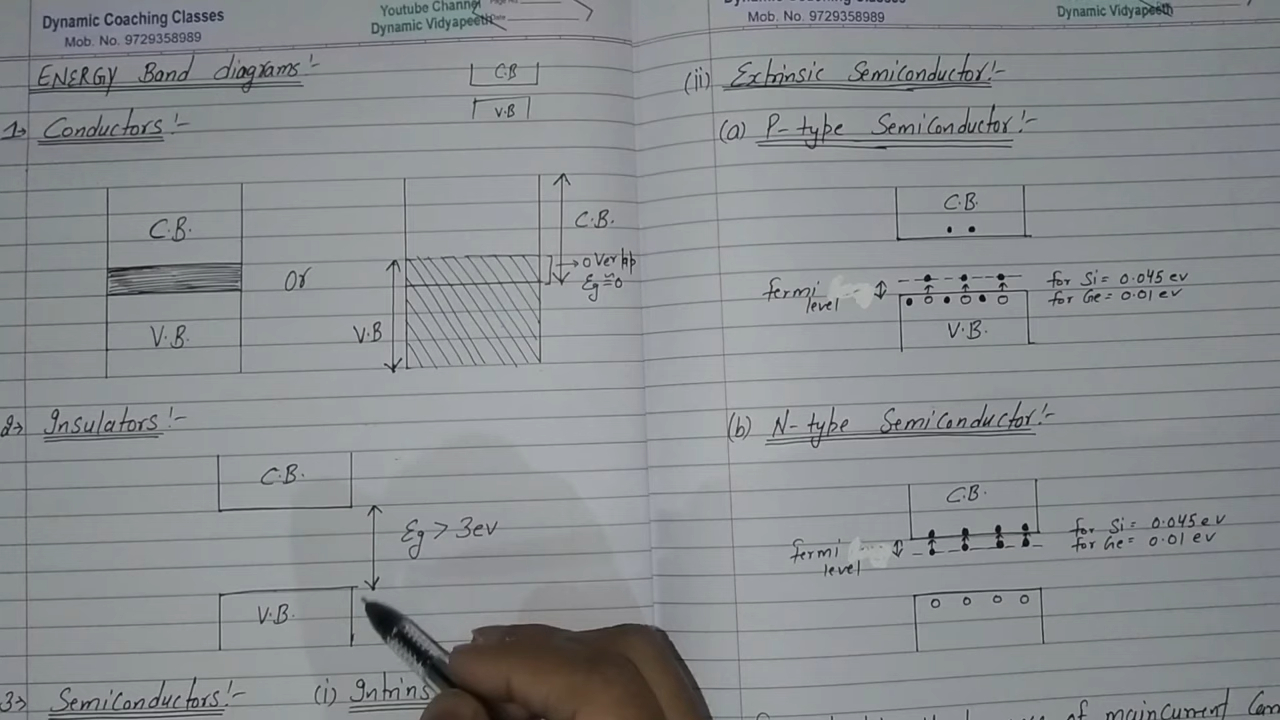 Dynamic Coaching Classes
Mob. No. 9729358989
Youtube Channel
Dynamic Vidyapeeth
ENERGY Band diagrams:-
C.B
V.B
1→ Conductors:-
C.B.
V.B.
or
V.B
C.B.
→ overlap
Eg ≅ 0
2→ Insulators:-
C.B.
Eg > 3ev
V.B.
3→ Semiconductors:- (i) Intrins
Mob. No. 9729358989
Dynamic Vidyapeeth
(ii) Extrinsic Semiconductor:-
(a) P-type Semiconductor:-
C.B.
fermi
level
for Si = 0.045 ev
for Ge = 0.01 ev
V.B.
(b) N-type Semiconductor:-
C.B.
fermi
level
for Si = 0.045 ev
for Ge = 0.01 ev
of main current